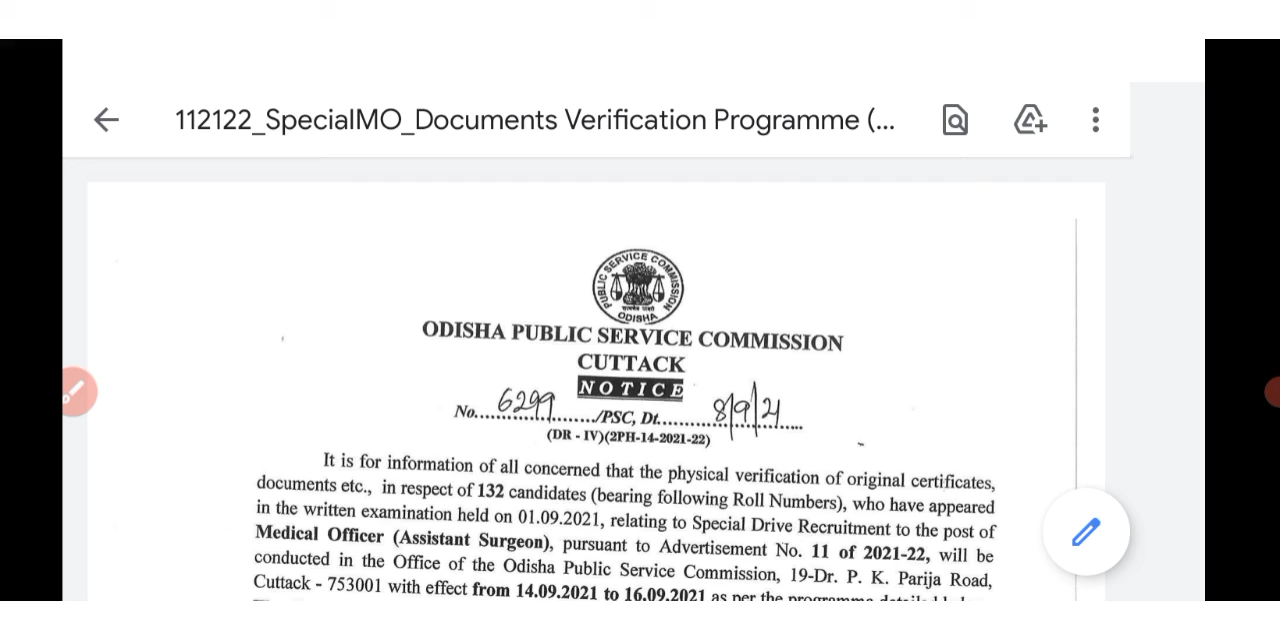 112122_SpecialMO_Documents Verification Programme (...
PUBLIC SERVICE COMMISSION
ODISHA
ODISHA PUBLIC SERVICE COMMISSION
CUTTACK
NOTICE
No.....6299......./PSC, Dt..........8/9/21.....
(DR - IV)(2PH-14-2021-22)
It is for information of all concerned that the physical verification of original certificates,
documents etc., in respect of 132 candidates (bearing following Roll Numbers), who have appeared
in the written examination held on 01.09.2021, relating to Special Drive Recruitment to the post of
Medical Officer (Assistant Surgeon), pursuant to Advertisement No. 11 of 2021-22, will be
conducted in the Office of the Odisha Public Service Commission, 19-Dr. P. K. Parija Road,
Cuttack - 753001 with effect from 14.09.2021 to 16.09.2021 as per the programme